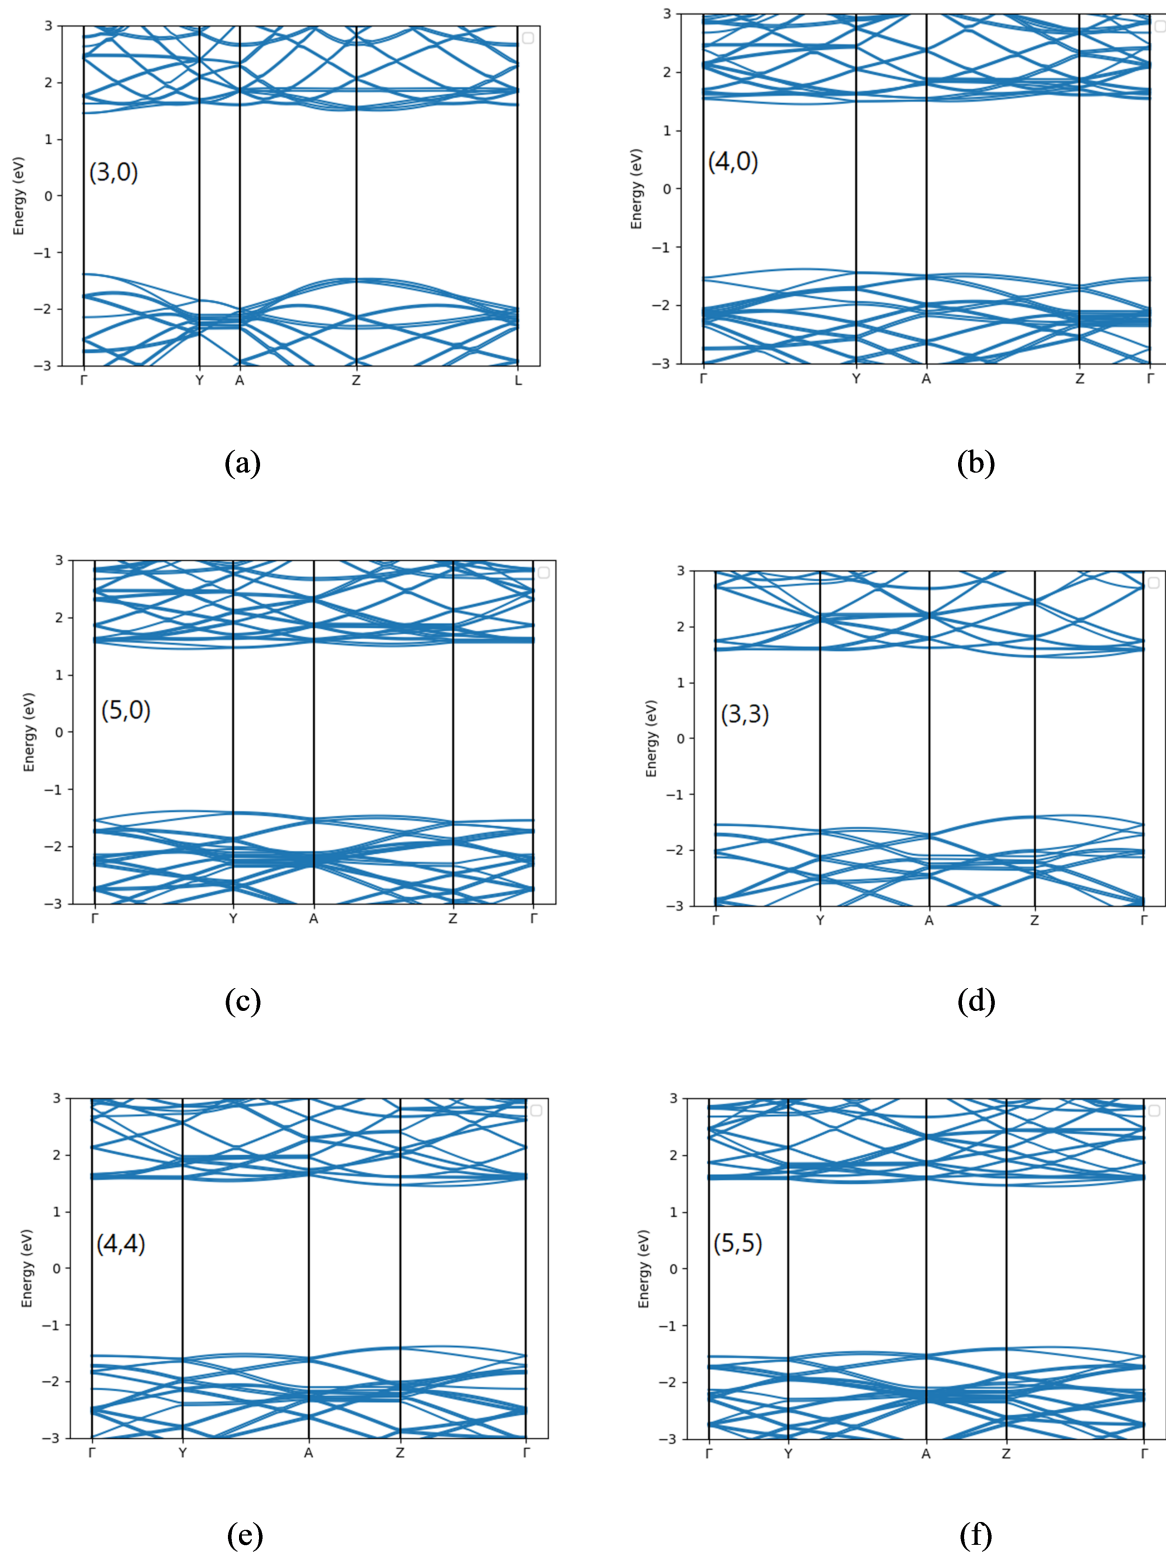 3
2
1
0
−1
−2
−3
Energy (eV)
(3,0)
Γ Y A Z L
(a)
3
2
1
0
−1
−2
−3
Energy (eV)
(4,0)
Γ Y A Z Γ
(b)
3
2
1
0
−1
−2
−3
Energy (eV)
(5,0)
Γ Y A Z Γ
(c)
3
2
1
0
−1
−2
−3
Energy (eV)
(3,3)
Γ Y A Z Γ
(d)
3
2
1
0
−1
−2
−3
Energy (eV)
(4,4)
Γ Y A Z Γ
(e)
3
2
1
0
−1
−2
−3
Energy (eV)
(5,5)
Γ Y A Z Γ
(f)